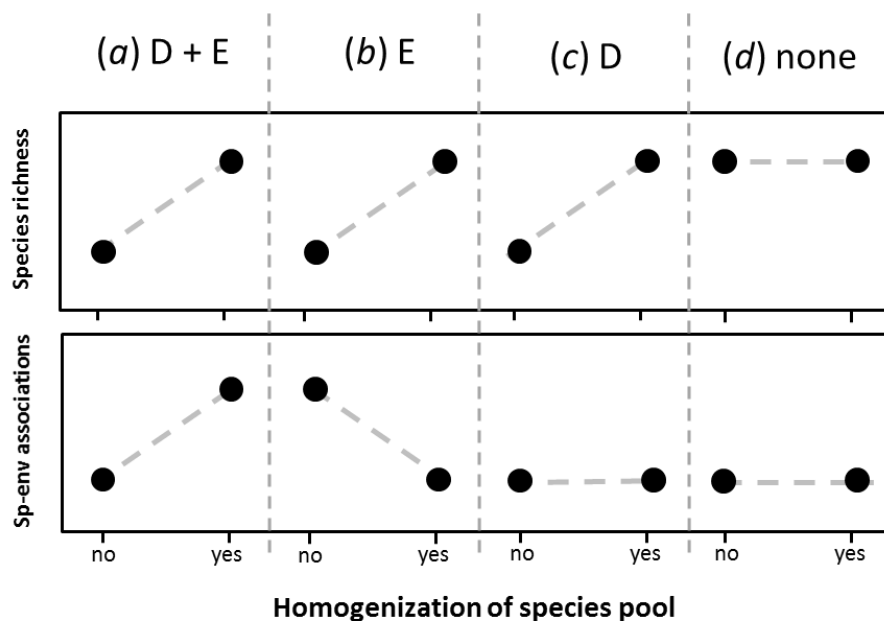 (a) D + E
(b) E
(c) D
(d) none
Species richness
Sp-env associations
no
yes
no
yes
no
yes
no
yes
Homogenization of species pool